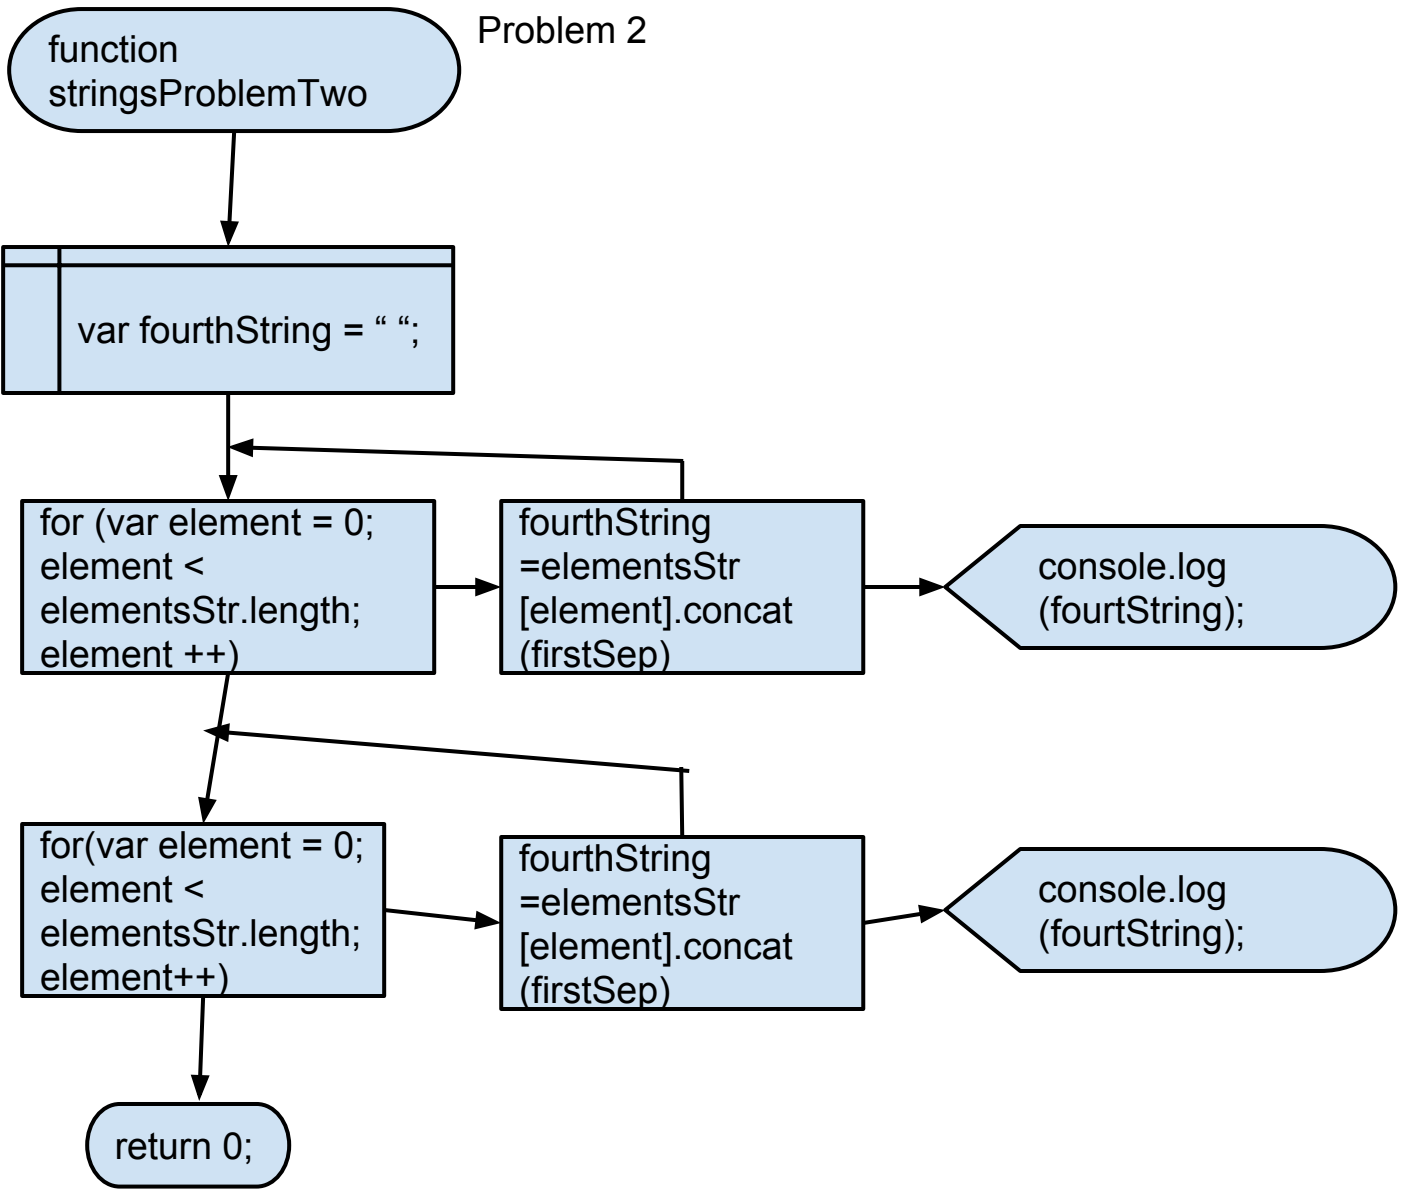 Problem 2
function
stringsProblemTwo
var fourthString = “ “;
for (var element = 0;
element <
elementsStr.length;
element ++)
fourthString
=elementsStr
[element].concat
(firstSep)
console.log
(fourtString);
for(var element = 0;
element <
elementsStr.length;
element++)
fourthString
=elementsStr
[element].concat
(firstSep)
console.log
(fourtString);
return 0;